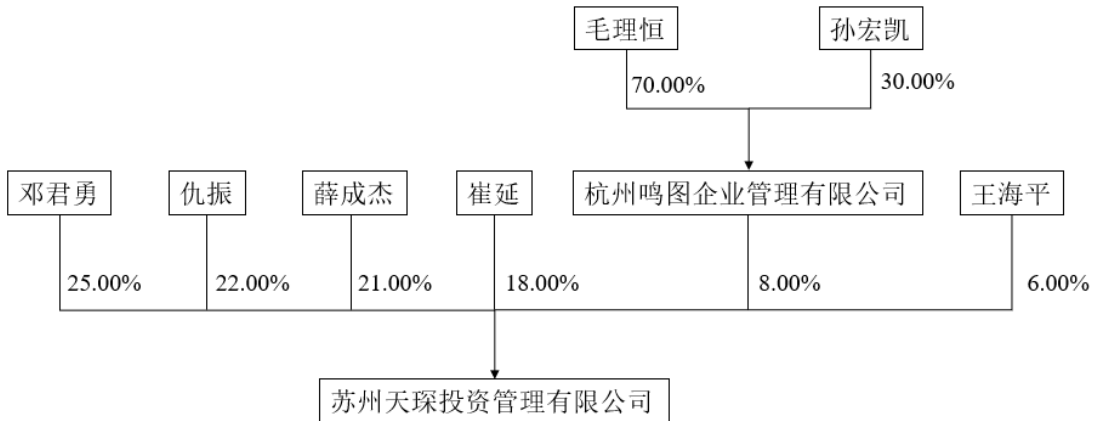 毛理恒 孙宏凯
70.00% 30.00%
邓君勇 仇振 薛成杰 崔延 杭州鸣图企业管理有限公司 王海平
25.00% 22.00% 21.00% 18.00% 8.00% 6.00%
苏州天琛投资管理有限公司